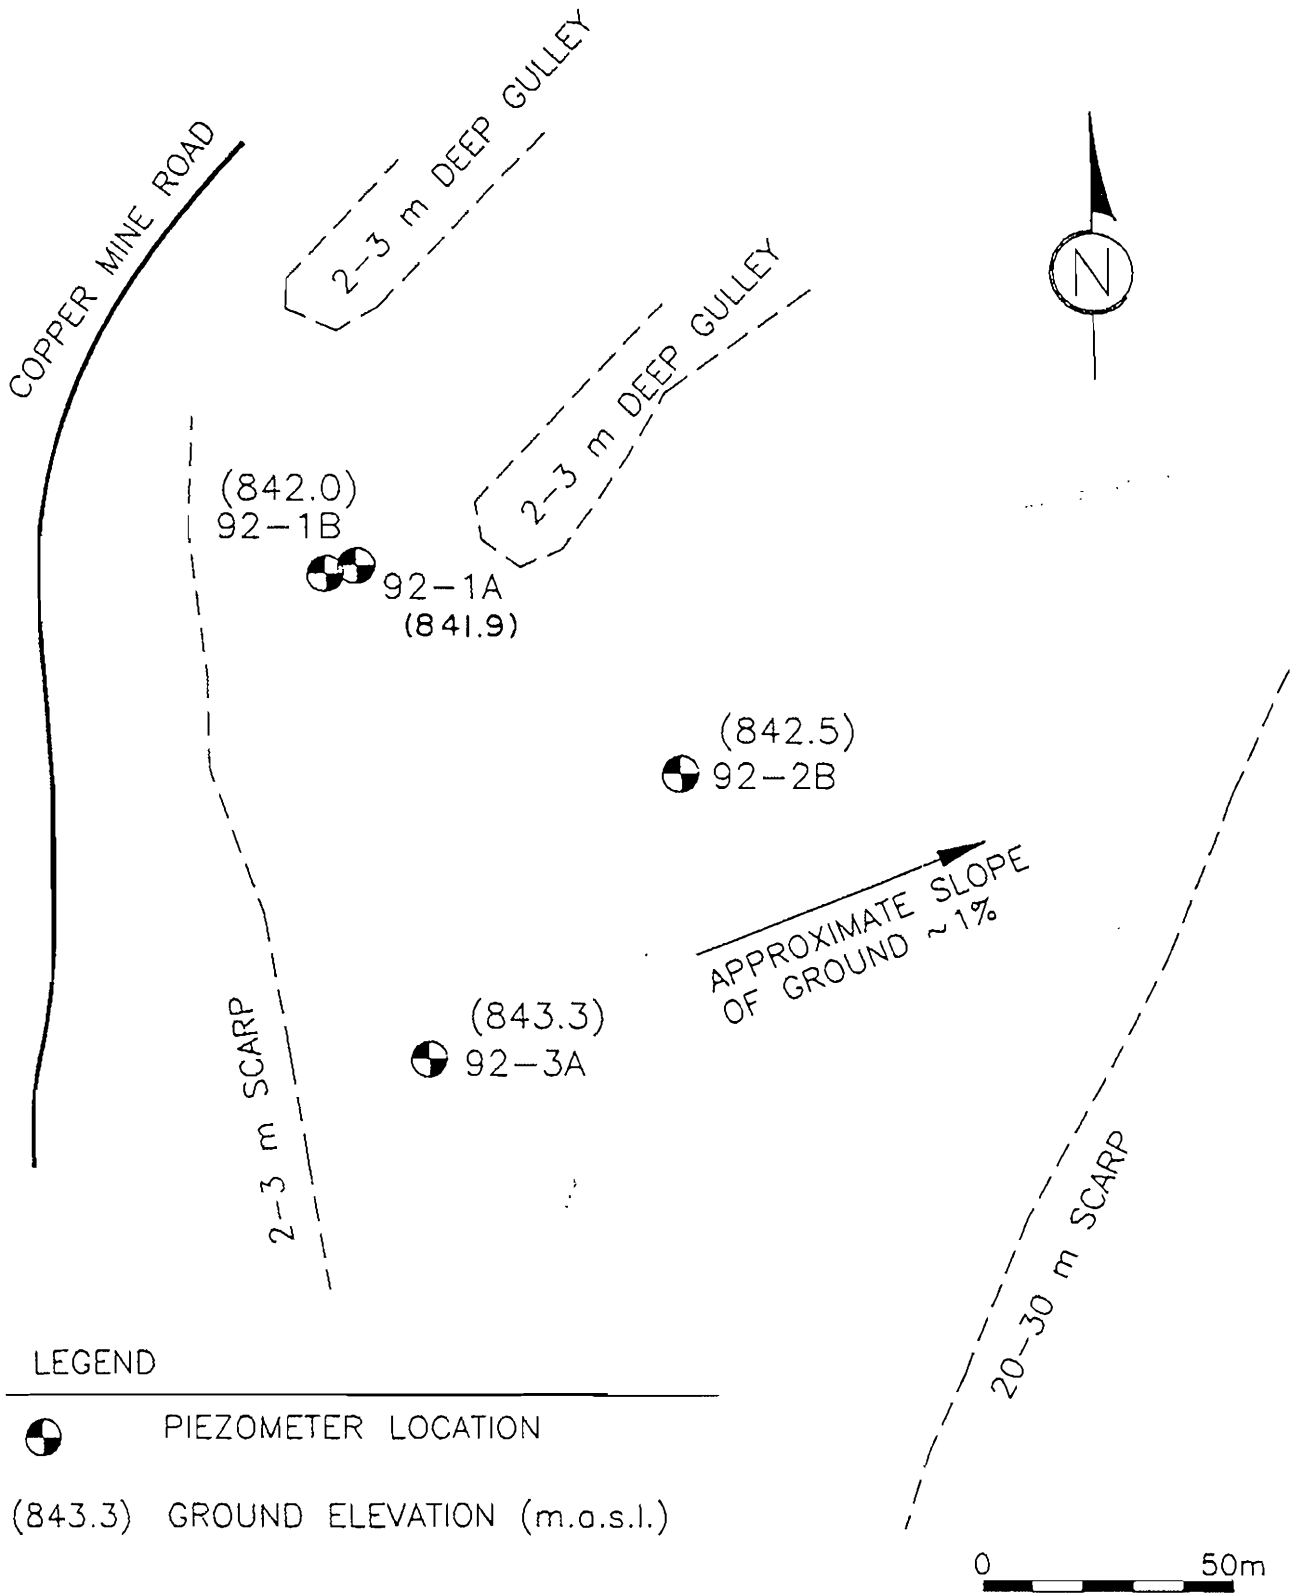 2-3 m DEEP GULLEY
COPPER MINE ROAD
2-3 m DEEP GULLEY
N
(842.0)
92-1B
92-1A
(841.9)
(842.5)
92-2B
APPROXIMATE SLOPE
OF GROUND ~1%
(843.3)
92-3A
2-3 m SCARP
20-30 m SCARP
LEGEND
PIEZOMETER LOCATION
(843.3) GROUND ELEVATION (m.a.s.l.)
0 50m